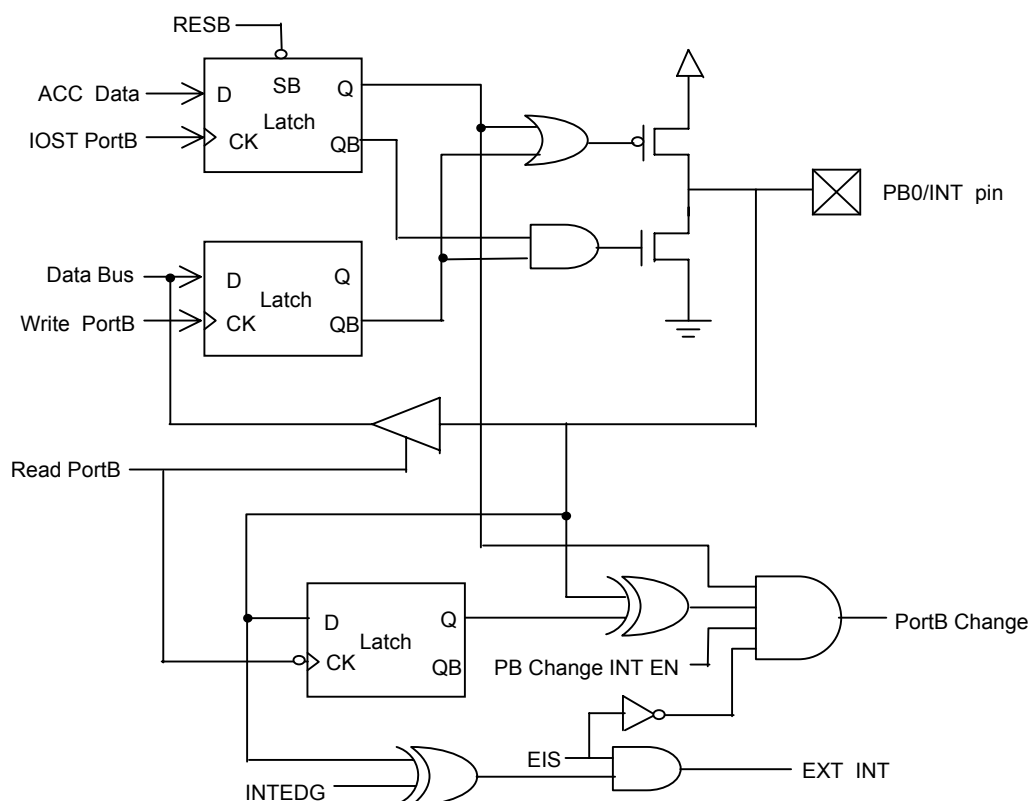 RESB
ACC Data
D
SB
Q
Latch
IOST PortB
CK
QB
PB0/INT pin
Data Bus
D
Q
Latch
Write PortB
CK
QB
Read PortB
D
Q
Latch
CK
QB
PortB Change
PB Change INT EN
EIS
EXT INT
INTEDG